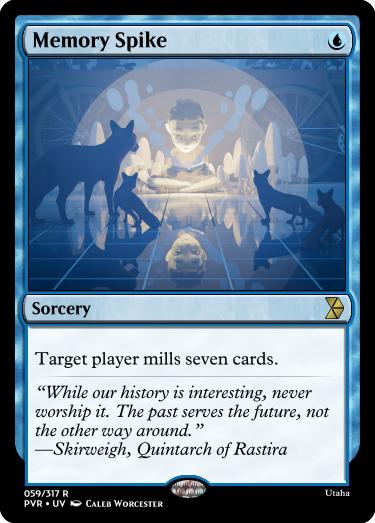 Memory Spike
Sorcery
Target player mills seven cards.
“While our history is interesting, never
worship it. The past serves the future, not
the other way around.”
—Skirweigh, Quintarch of Rastira
059/317 R
PVR • UV CALEB WORCESTER
Utaha